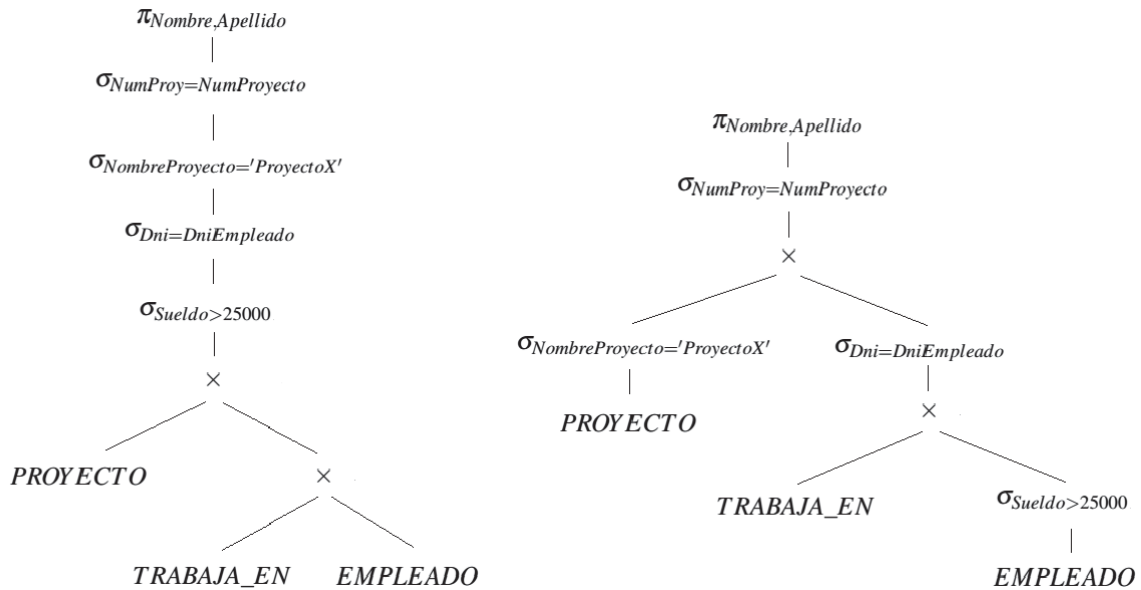 πNombre,Apellido
σNumProy=NumProyecto
σNombreProyecto='ProyectoX'
σDni=DniEmpleado
σSueldo>25000
×
PROYECTO
×
TRABAJA_EN EMPLEADO
πNombre,Apellido
σNumProy=NumProyecto
×
σNombreProyecto='ProyectoX' σDni=DniEmpleado
PROYECTO ×
TRABAJA_EN σSueldo>25000
EMPLEADO